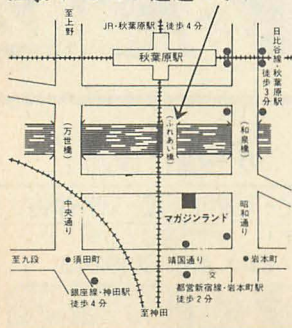 至上野
JR・秋葉原駅
徒歩4分
秋葉原駅
日比谷線・秋葉原駅
徒歩3分
(万世橋)
(ふれあい橋)
(和泉橋)
中央通り
昭和通り
マガジンランド
至九段
須田町
靖国通り
岩本町
文
銀座線・神田駅
徒歩4分
都営新宿線・岩本町駅
徒歩2分
至神田